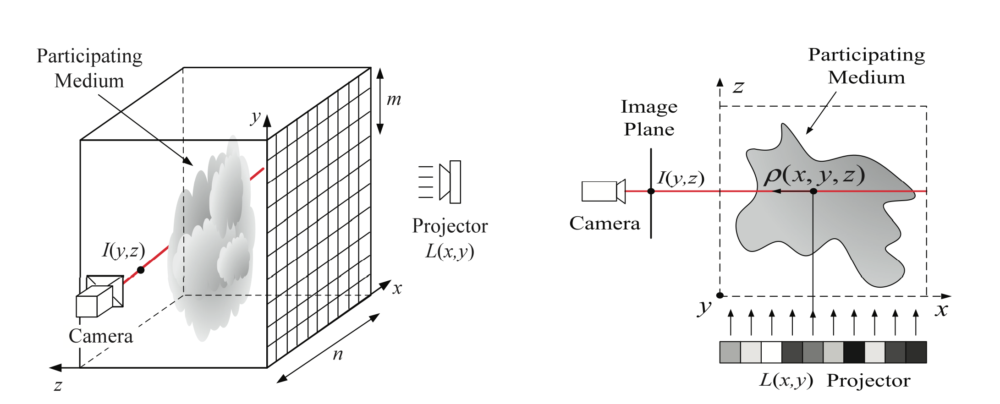 Participating
Medium
y
m
I(y,z)
Projector
L(x,y)
x
Camera
n
z
Participating
Medium
z
Image
Plane
I(y,z)
ρ(x, y, z)
Camera
y
x
L(x,y) Projector